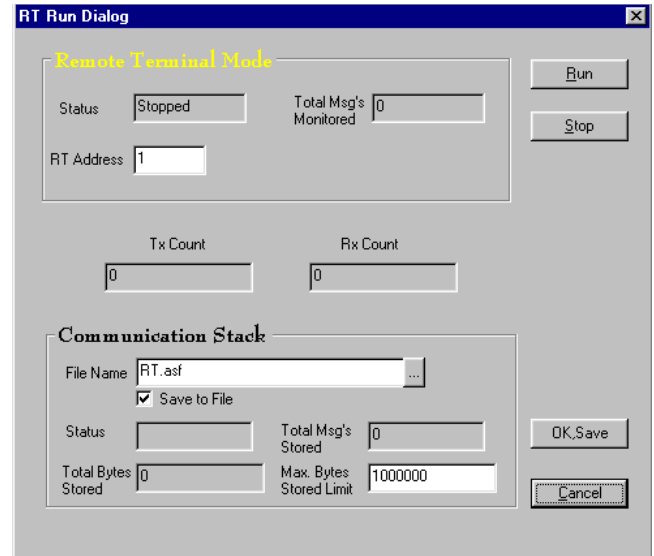 RT Run Dialog
Remote Terminal Mode
Run
Status Stopped
Total Msg's
Monitored 0
Stop
RT Address 1
Tx Count
Rx Count
0
0
Communication Stack
File Name RT.asf ...
Save to File
Status
Total Msg's
Stored 0
OK,Save
Total Bytes
Stored 0
Max. Bytes
Stored Limit 1000000
Cancel